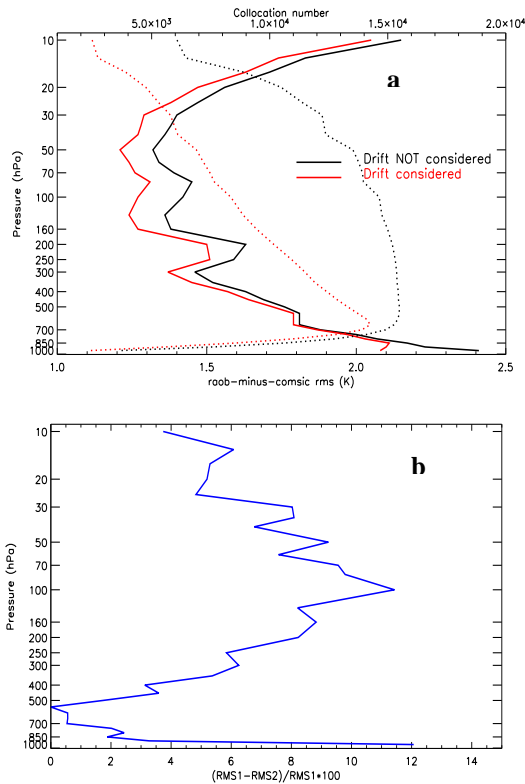 Collocation number
5.0×10³ 1.0×10⁴ 1.5×10⁴ 2.0×10⁴
10
20
30
50
70
100
160
200
250
300
400
500
700
850
1000
Pressure (hPa)
a
Drift NOT considered
Drift considered
1.0 1.5 2.0 2.5
raob-minus-comsic rms (K)
10
20
30
50
70
100
160
200
250
300
400
500
700
850
1000
Pressure (hPa)
b
0 2 4 6 8 10 12 14
(RMS1-RMS2)/RMS1*100